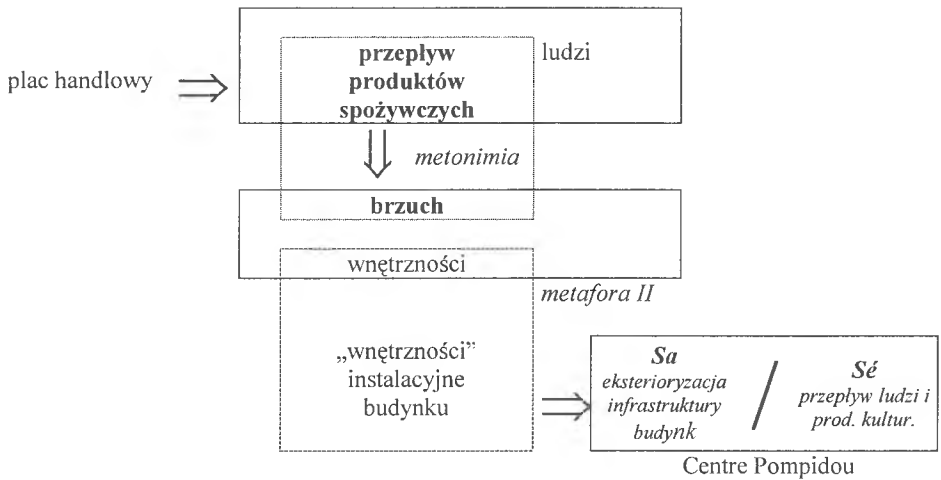 plac handlowy
przepływ
produktów
spożywczych
ludzi
metonimia
brzuch
wnętrzności
metafora II
„wnętrzności”
instalacyjne
budynku
Sa
eksterioryzacja
infrastruktury
budynk
/
Sé
przepływ ludzi i
prod. kultur.
Centre Pompidou